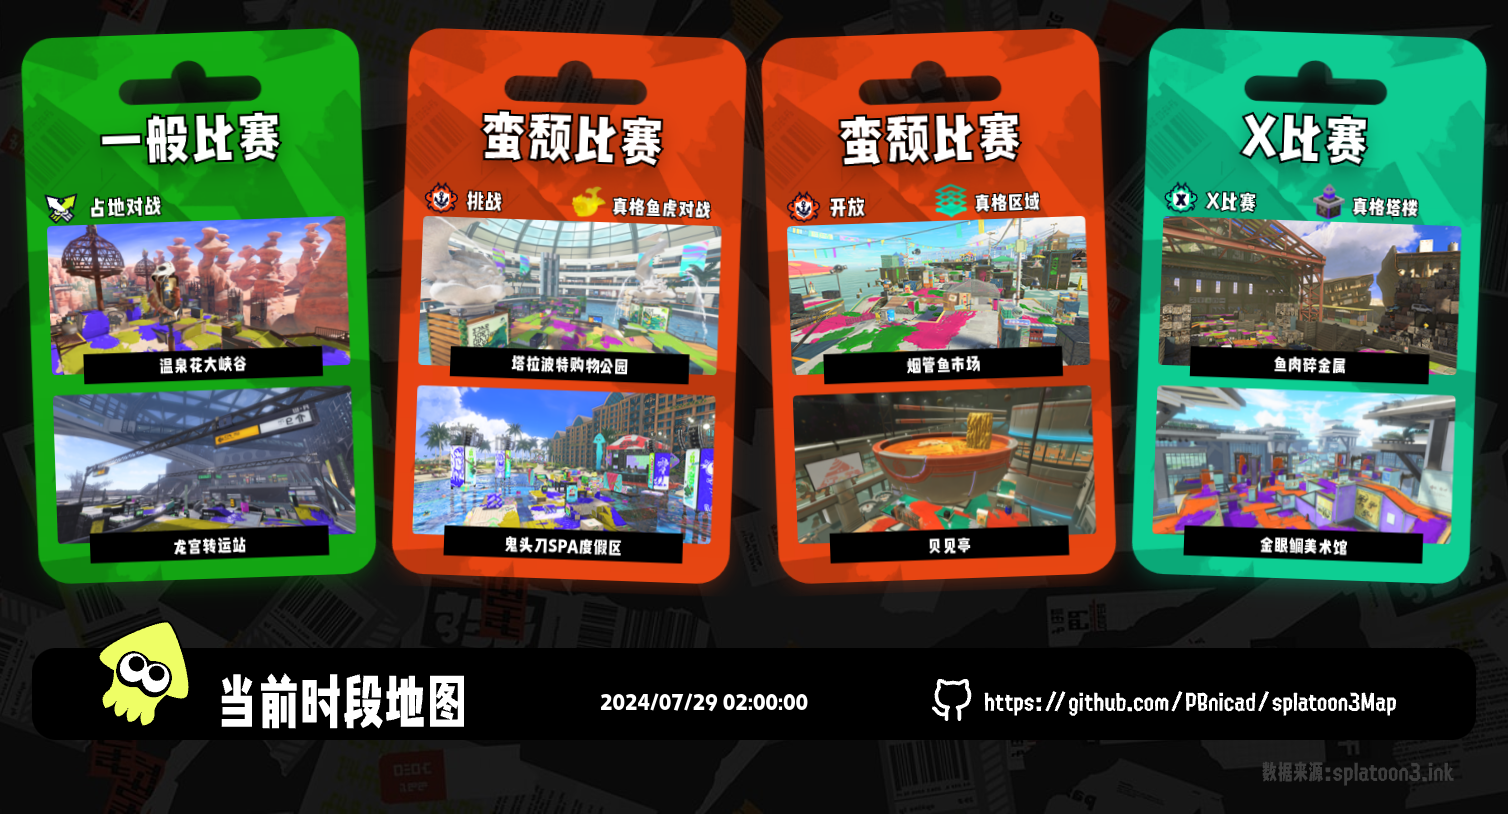 一般比赛
占地对战
温泉花大峡谷
龙宫转运站
蛮颓比赛
挑战
真格鱼虎对战
塔拉波特购物公园
鬼头刀SPA度假区
蛮颓比赛
开放
真格区域
烟管鱼市场
贝贝亭
X比赛
X比赛
真格塔楼
鱼肉碎金属
金眼鲷美术馆
当前时段地图
2024/07/29 02:00:00
https://github.com/PBnicad/splatoon3Map
数据来源:splatoon3.ink